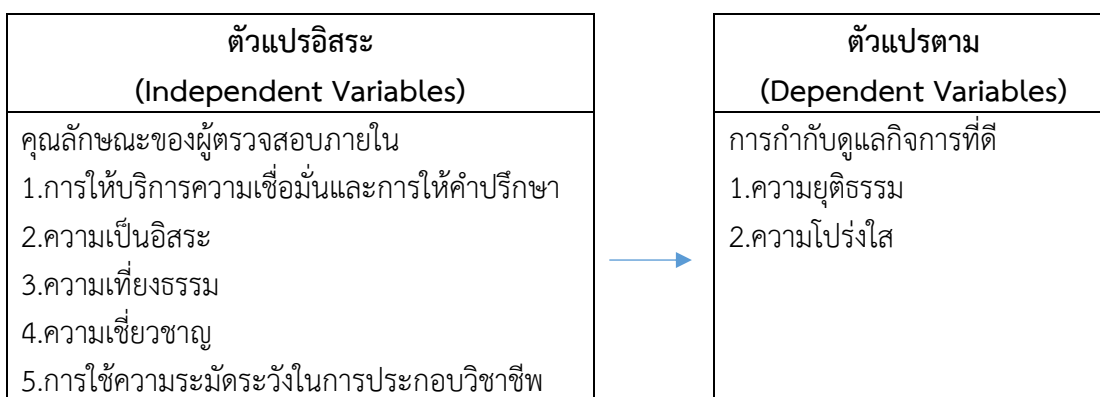 ตัวแปรอิสระ
(Independent Variables)
คุณลักษณะของผู้ตรวจสอบภายใน
1.การให้บริการความเชื่อมั่นและการให้คำปรึกษา
2.ความเป็นอิสระ
3.ความเที่ยงธรรม
4.ความเชี่ยวชาญ
5.การใช้ความระมัดระวังในการประกอบวิชาชีพ
ตัวแปรตาม
(Dependent Variables)
การกำกับดูแลกิจการที่ดี
1.ความยุติธรรม
2.ความโปร่งใส